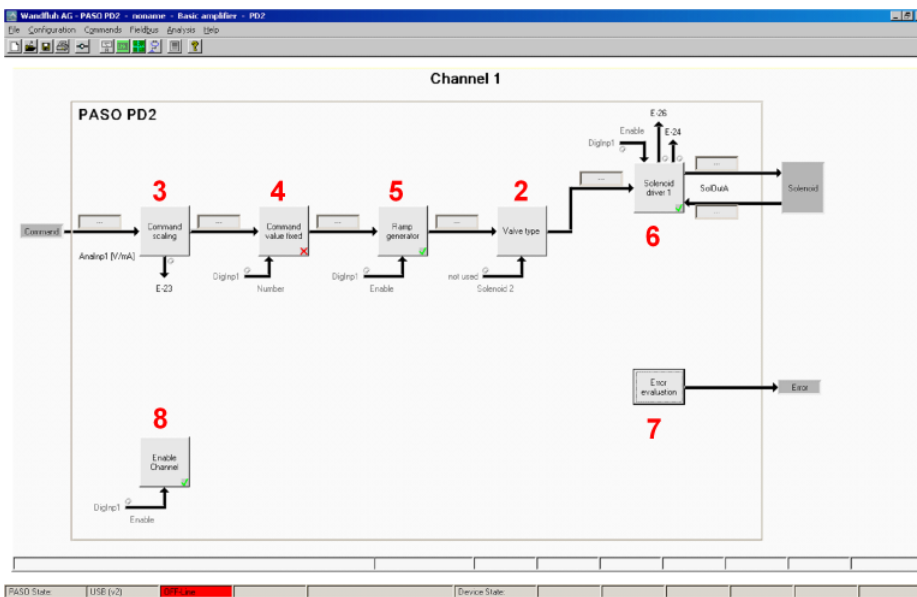 Wandfluh AG - PASO PD2 - noname - Basic amplifier - PD2
File Configuration Commands Fieldbus Analysis Help
Channel 1
PASO PD2
E-26
Enable
E-24
DigInp1
3
4
5
2
---
---
---
---
---
---
Command
Command scaling
Command value fixed
Ramp generator
Valve type
Solenoid driver 1
SolOutA
Solenoid
---
AnaInp1 [V/mA]
6
E-23
DigInp1
Number
DigInp1
Enable
not used
Solenoid 2
Error evaluation
Error
7
8
Enable Channel
DigInp1
Enable
PASO State:
USB (v2)
OFF-Line
Device State: